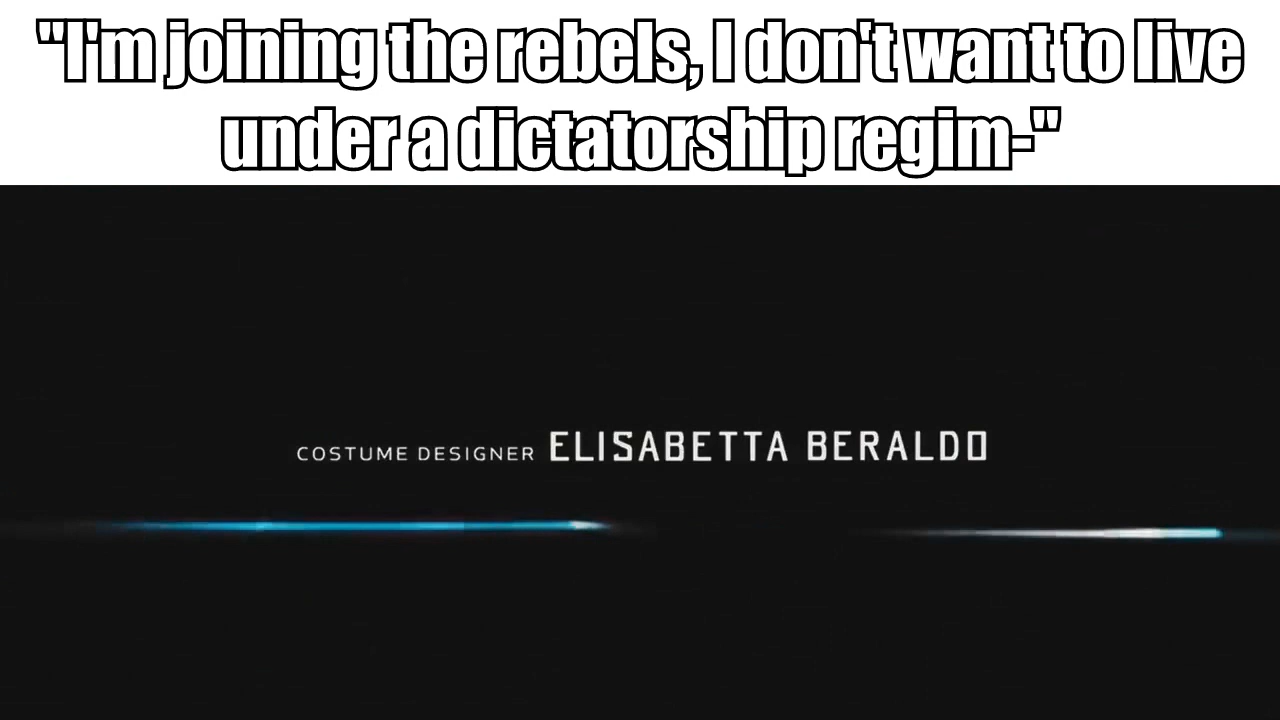 "I'm joining the rebels, I don't want to live
under a dictatorship regim-"
COSTUME DESIGNER ELISABETTA BERALDO